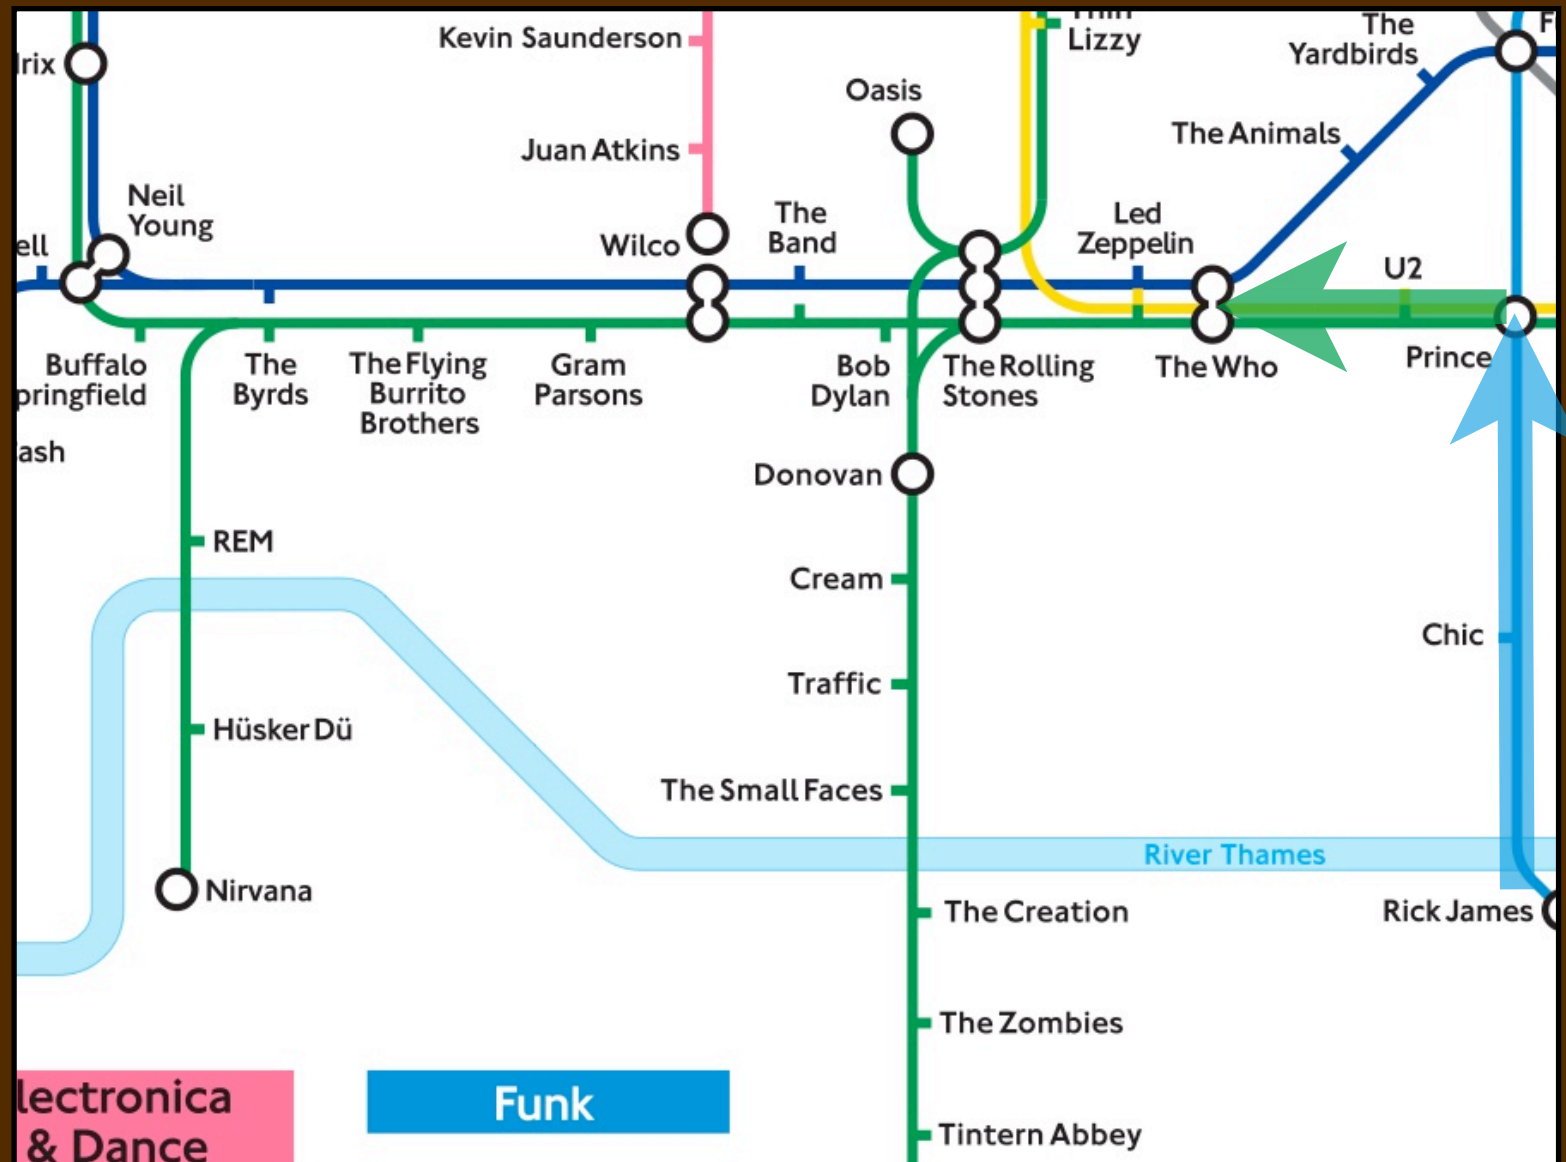 Thin
Lizzy
Kevin Saunderson
The
Yardbirds
F
rix
Oasis
The Animals
Juan Atkins
Neil
Young
ell
Wilco
The
Band
Led
Zeppelin
U2
Buffalo
pringfield
The
Byrds
The Flying
Burrito
Brothers
Gram
Parsons
Bob
Dylan
The Rolling
Stones
The Who
Prince
ash
Donovan
REM
Cream
Chic
Traffic
Hüsker Dü
The Small Faces
River Thames
Nirvana
The Creation
Rick James
The Zombies
lectronica
& Dance
Funk
Tintern Abbey